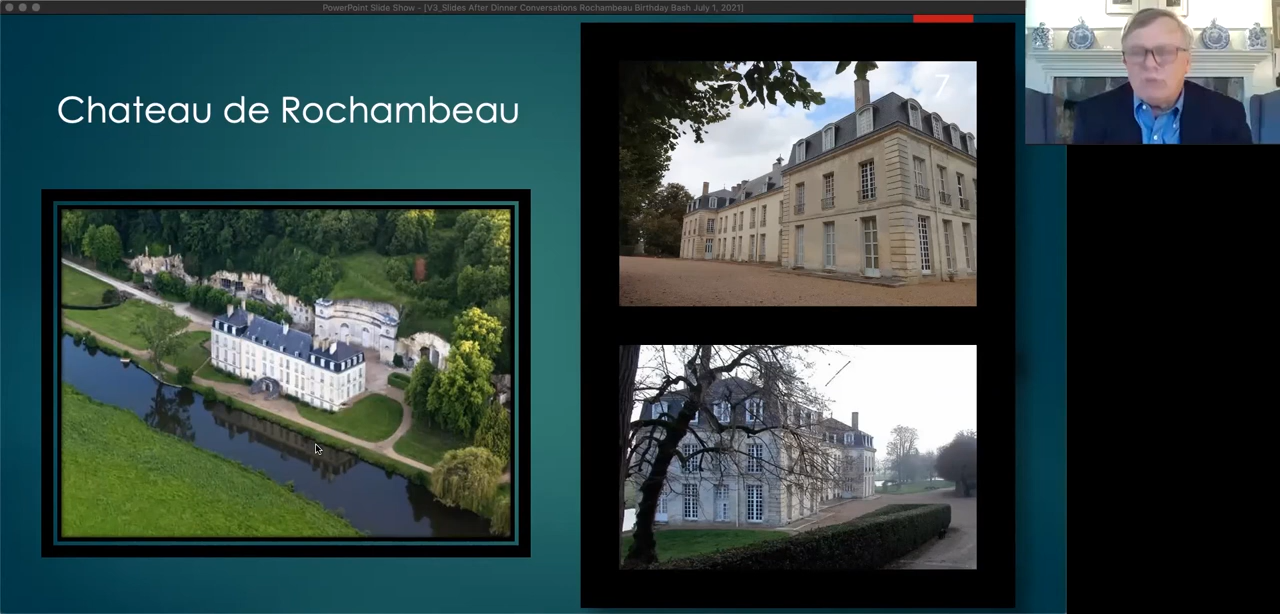 PowerPoint Slide Show - [V3_Slides After Dinner Conversations Rochambeau Birthday Bash July 1, 2021]
7
Chateau de Rochambeau